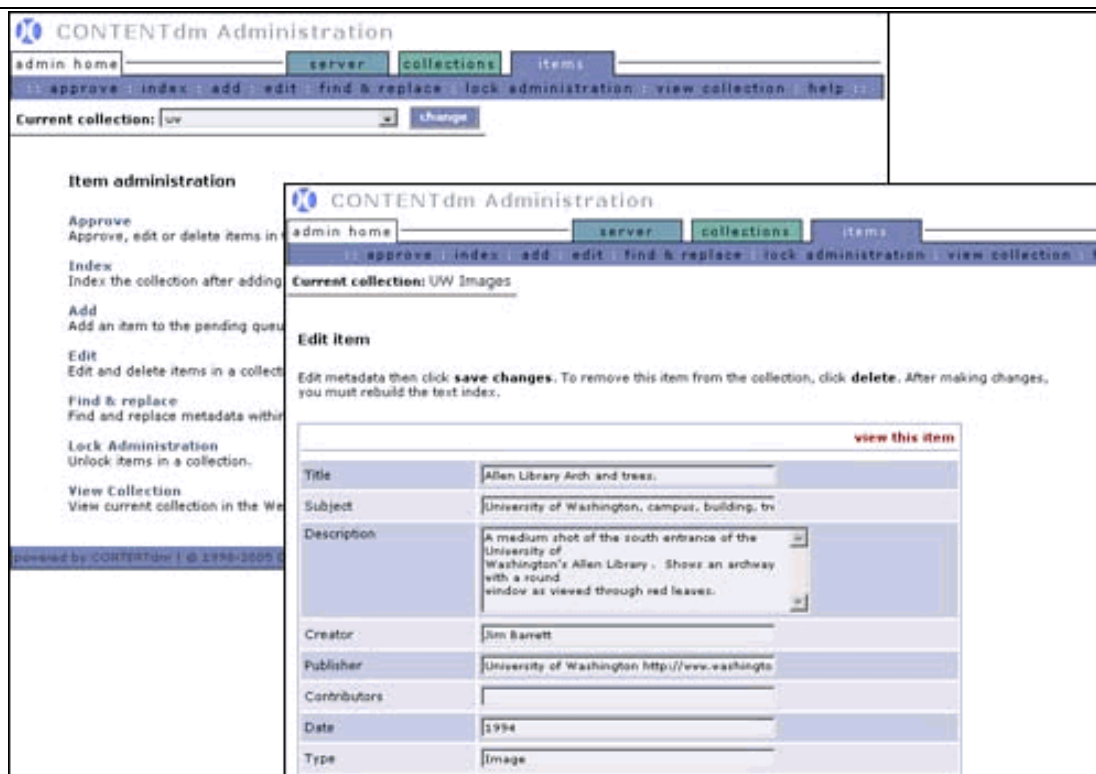 CONTENTdm Administration
admin home server collections items
:: approve : index : add : edit : find & replace : lock administration : view collection : help ::
Current collection: uw change
Item administration
Approve
Approve, edit or delete items in
Index
Index the collection after adding
Add
Add an item to the pending queu
Edit
Edit and delete items in a collect
Find & replace
Find and replace metadata within
Lock Administration
Unlock items in a collection.
View Collection
View current collection in the We
powered by CONTENTdm | © 1998-2005
CONTENTdm Administration
admin home server collections items
:: approve : index : add : edit : find & replace : lock administration : view collection :
Current collection: UW Images
Edit item
Edit metadata then click save changes. To remove this item from the collection, click delete. After making changes,
you must rebuild the text index.
view this item
Title Allen Library Arch and trees.
Subject University of Washington, campus, building, tre
Description A medium shot of the south entrance of the
University of
Washington's Allen Library . Shows an archway
with a round
window as viewed through red leaves.
Creator Jim Barrett
Publisher University of Washington http://www.washingto
Contributors
Date 1994
Type Image